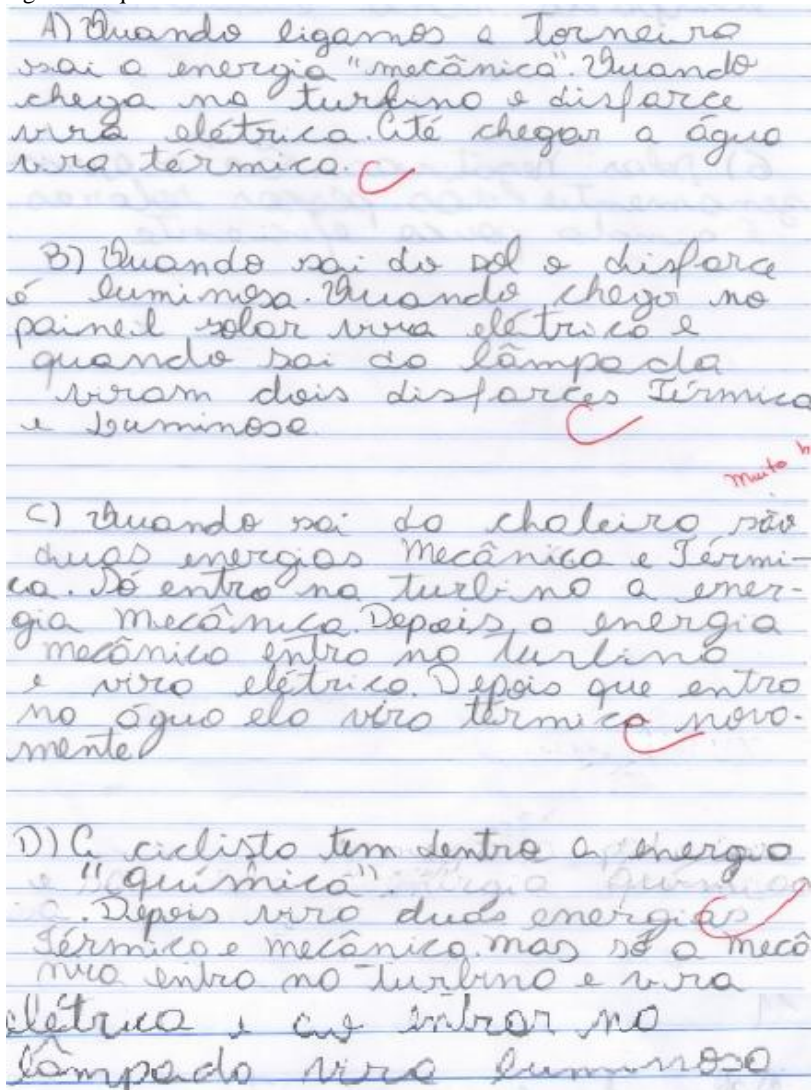 A) Quando ligamos a torneira
sai a energia "mecânica". Quando
chega na turbina o disfarce
vira elétrica. Até chegar a água
vira térmica.
B) Quando sai do sol o disfarce
é luminosa. Quando chega no
paineil solar vira elétrica e
quando sai da lâmpada
viram dois disfarces Térmica
e Luminosa
Muito
C) Quando sai da chaleira são
duas energias Mecânica e Térmi-
ca. Só entra na turbina a ener-
gia mecânica. Depois a energia
mecânica entra na turbina
e vira elétrica. Depois que entra
na água ela vira térmica nova-
mente
D) A ciclista tem dentro a energia
"química"
. Depois vira duas energias
Térmica e mecânica. mas só a mecâ
nica entra na turbina e vira
elétrica e ao entrar na
lâmpada vira luminosa